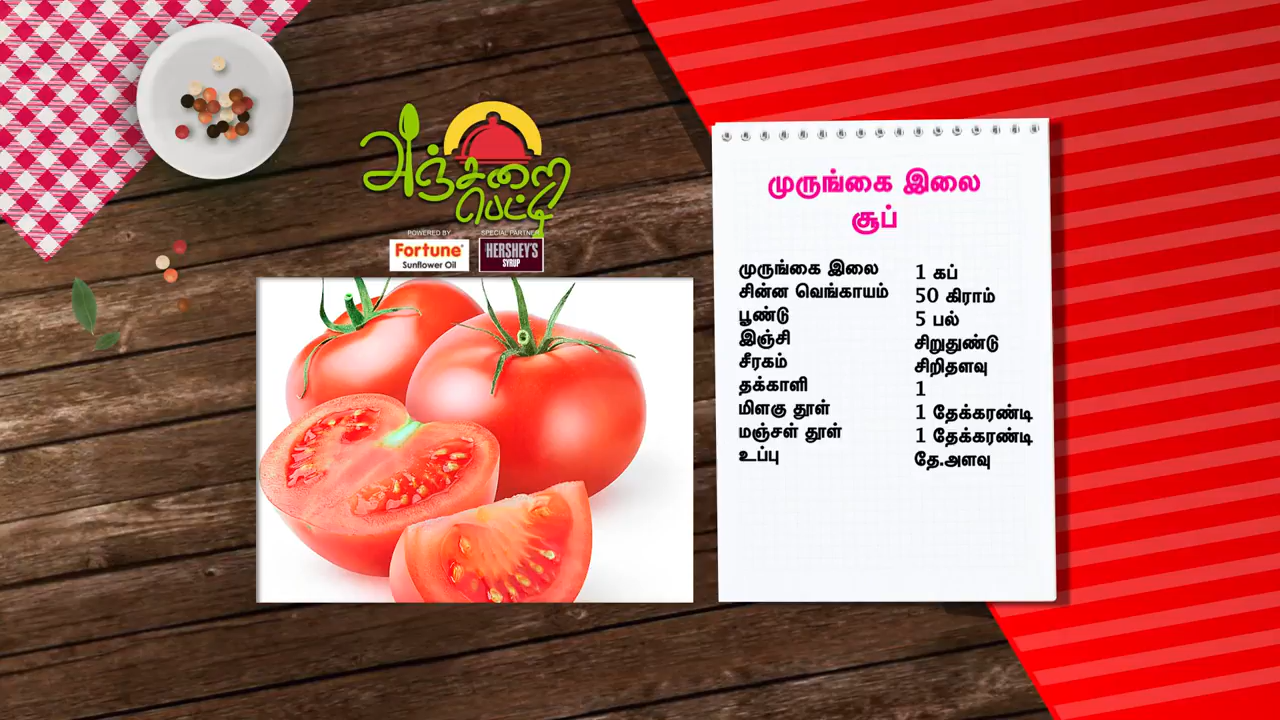 அஞ்சறை
பெட்டி
POWERED BY
SPECIAL PARTNER
Fortune
Sunflower Oil
HERSHEY'S
SYRUP
முருங்கை இலை
சூப்
முருங்கை இலை 1 கப்
சின்ன வெங்காயம் 50 கிராம்
பூண்டு 5 பல்
இஞ்சி சிறுதுண்டு
சீரகம் சிறிதளவு
தக்காளி 1
மிளகு தூள் 1 தேக்கரண்டி
மஞ்சள் தூள் 1 தேக்கரண்டி
உப்பு தே.அளவு